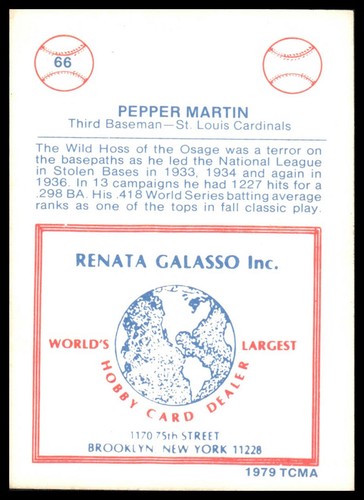 66
PEPPER MARTIN
Third Baseman—St. Louis Cardinals
The Wild Hoss of the Osage was a terror on
the basepaths as he led the National League
in Stolen Bases in 1933, 1934 and again in
1936. In 13 campaigns he had 1227 hits for a
.298 BA. His .418 World Series batting average
ranks as one of the tops in fall classic play.
RENATA GALASSO Inc.
WORLD'S LARGEST
HOBBY CARD DEALER
1170 75th STREET
BROOKLYN NEW YORK 11228
1979 TCMA